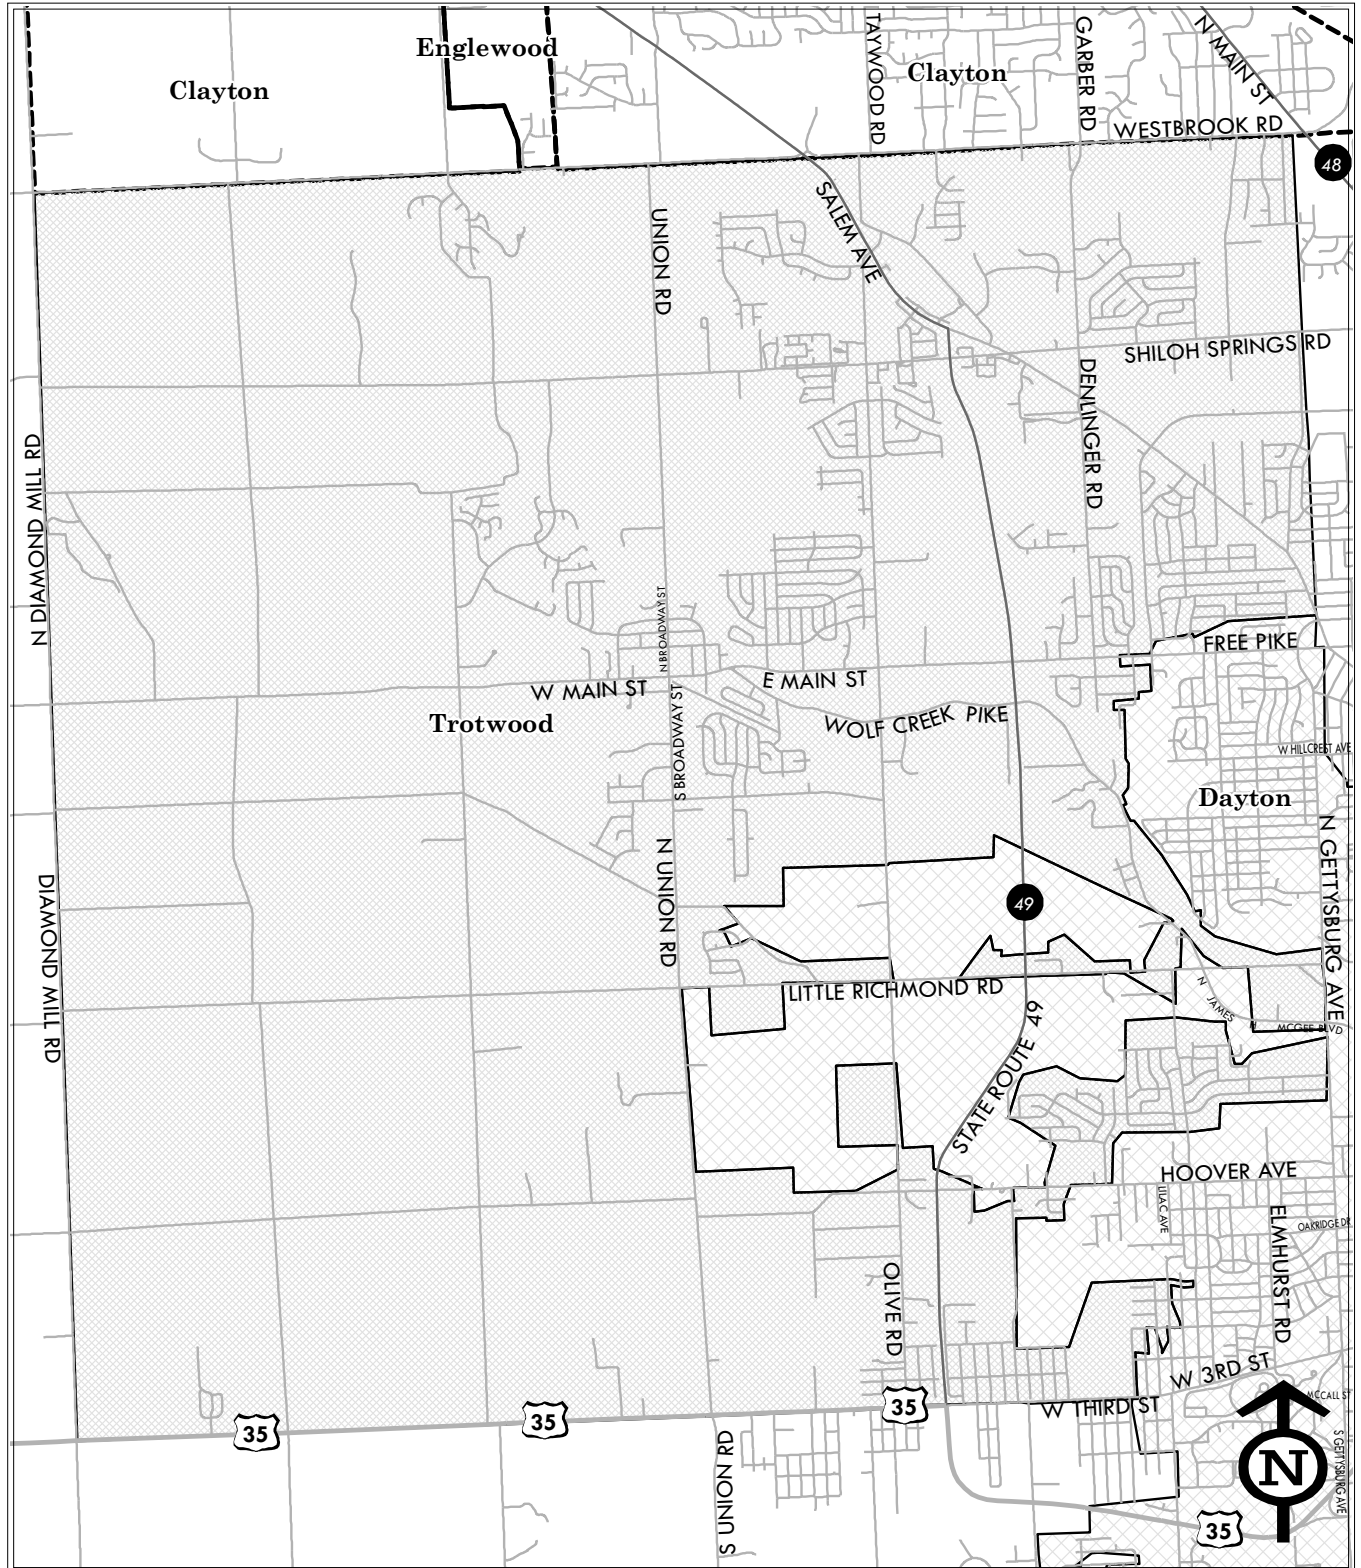 Englewood
Clayton
Clayton
TAYWOOD RD
GARBER RD
N MAIN ST
WESTBROOK RD
48
SALEM AVE
UNION RD
SHILOH SPRINGS RD
DENLINGER RD
N DIAMOND MILL RD
N BROADWAY ST
FREE PIKE
E MAIN ST
W MAIN ST
Trotwood
WOLF CREEK PIKE
W HILLCREST AVE
S BROADWAY ST
Dayton
N GETTYSBURG AVE
N UNION RD
DIAMOND MILL RD
49
LITTLE RICHMOND RD
N JAMES H MCGEE BLVD
STATE ROUTE 49
HOOVER AVE
LILAC AVE
ELMHURST RD
OAKRIDGE DR
OLIVE RD
W 3RD ST
MCCALL ST
W THIRD ST
35
35
35
S UNION RD
S GETTYSBURG AVE
N
35